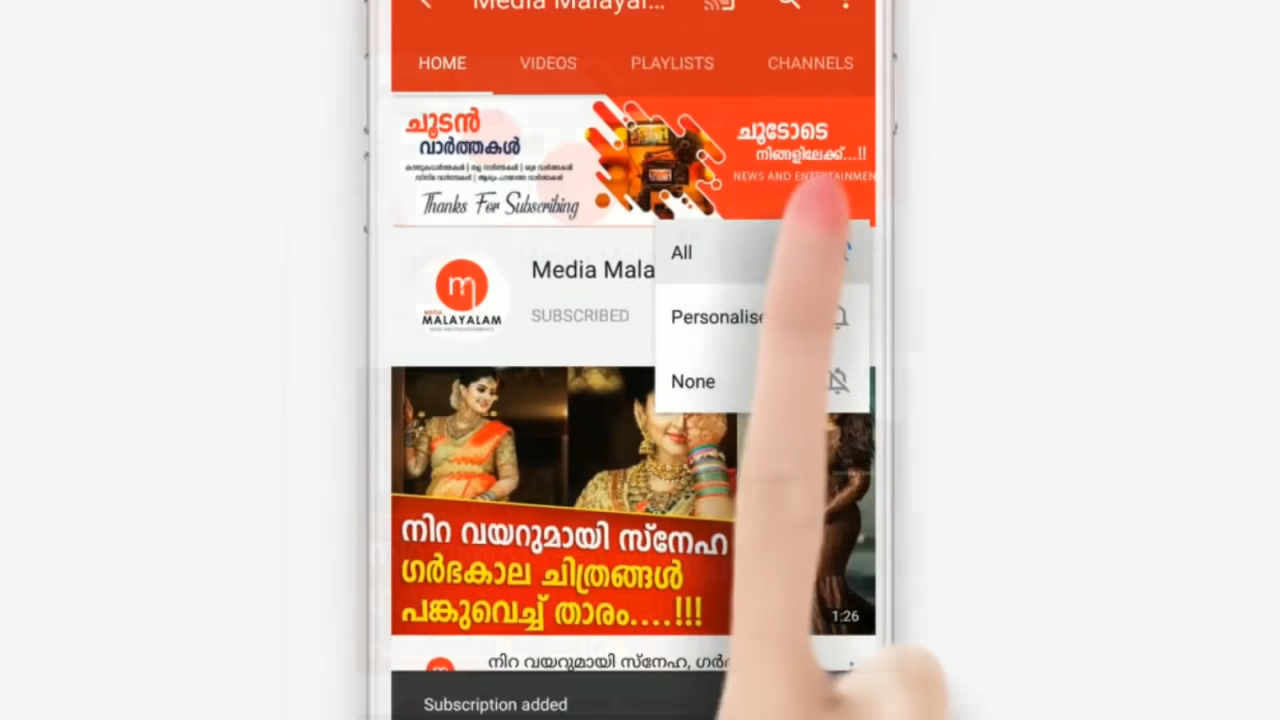 Media Malayal...
HOME
VIDEOS
PLAYLISTS
CHANNELS
ചൂടൻ
വാർത്തകൾ
Thanks For Subscribing
ചൂടോടെ
നിങ്ങളിലേക്ക്...!!
NEWS AND ENTERTAINMEN
Media Mala
SUBSCRIBED
All
Personalise
None
m
MALAYALAM
നിറ വയറുമായി സ്നേഹ
ഗർഭകാല ചിത്രങ്ങൾ
പങ്കുവെച്ച് താരം....!!!
1:26
നിറ വയറുമായി സ്നേഹ, ഗർഭ
Subscription added